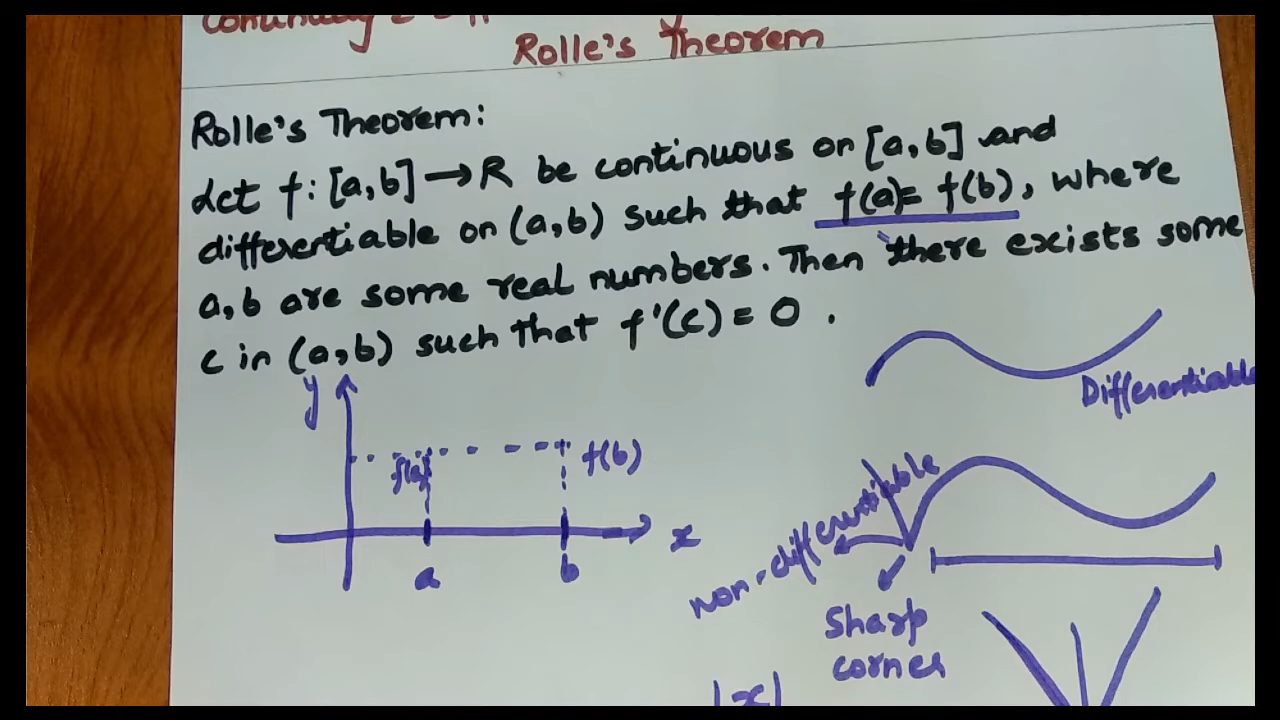 Continuity &
Rolle's Theorem
Rolle's Theorem:
Let f: [a,b] → R be continuous on [a,b] and
differentiable on (a,b) such that f(a) = f(b), where
a,b are some real numbers. Then there exists some
c in (a,b) such that f'(c) = 0 .
y
f(a)
f(b)
x
a
b
Differentiable
non-differentiable
Sharp
corner
|x|